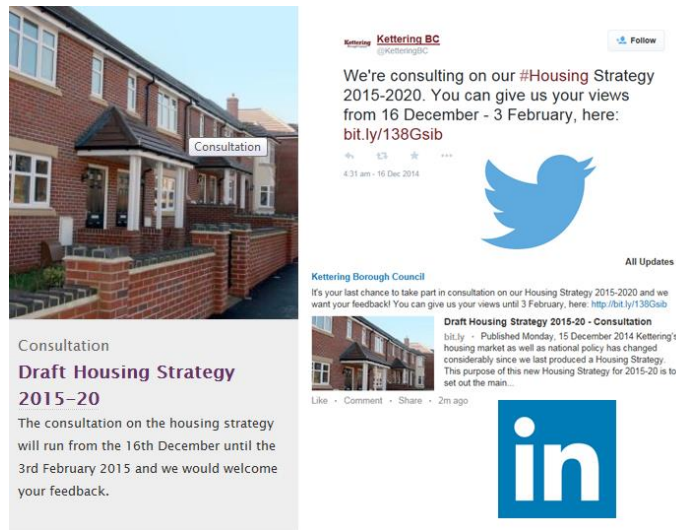 Consultation
Consultation
Draft Housing Strategy
2015-20
The consultation on the housing strategy
will run from the 16th December until the
3rd February 2015 and we would welcome
your feedback.
Kettering
Kettering BC
@KetteringBC
Follow
We're consulting on our #Housing Strategy
2015-2020. You can give us your views
from 16 December - 3 February, here:
bit.ly/138Gsib
4:31 am - 16 Dec 2014
All Updates
Kettering Borough Council
It's your last chance to take part in consultation on our Housing Strategy 2015-2020 and we
want your feedback! You can give us your views until 3 February, here: http://bit.ly/138Gsib
Draft Housing Strategy 2015-20 - Consultation
bit.ly · Published Monday, 15 December 2014 Kettering's
housing market as well as national policy has changed
considerably since we last produced a Housing Strategy.
This purpose of this new Housing Strategy for 2015-20 is to
set out the main...
Like · Comment · Share · 2m ago
in